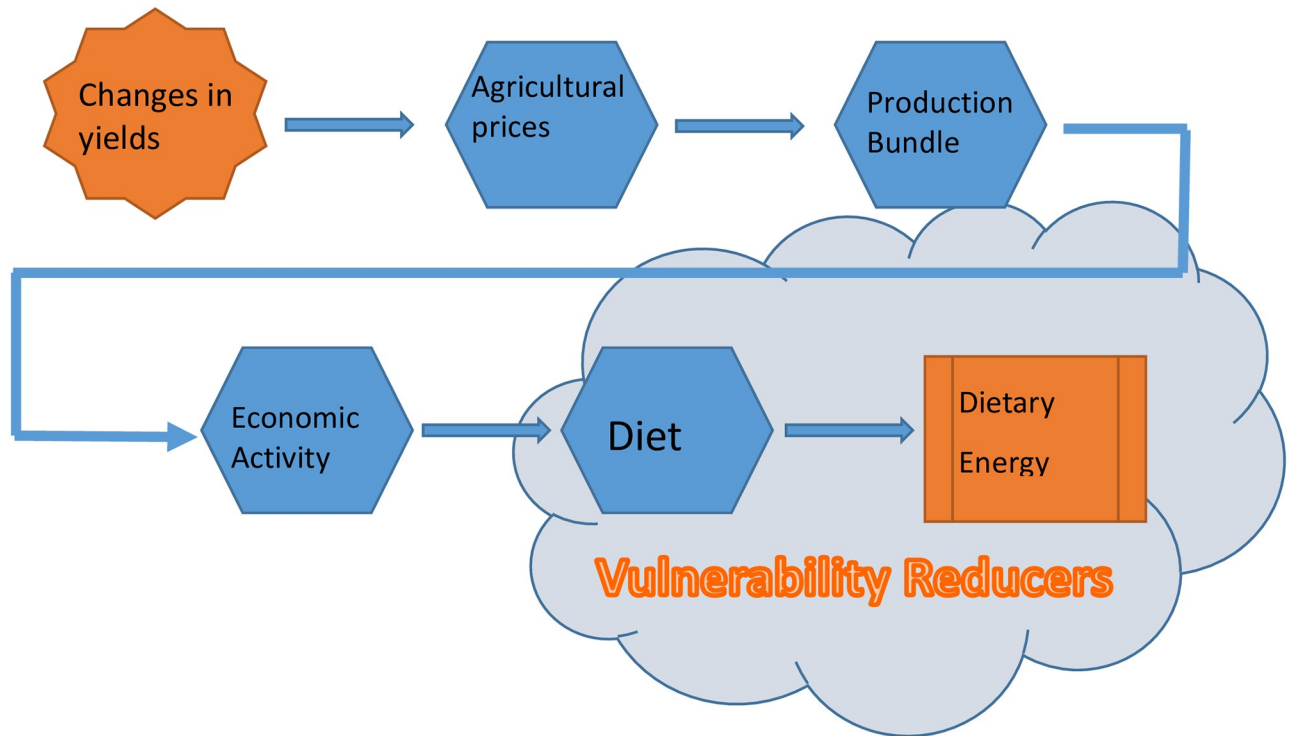 Changes in
yields
Agricultural
prices
Production
Bundle
Economic
Activity
Diet
Dietary
Energy
Vulnerability Reducers